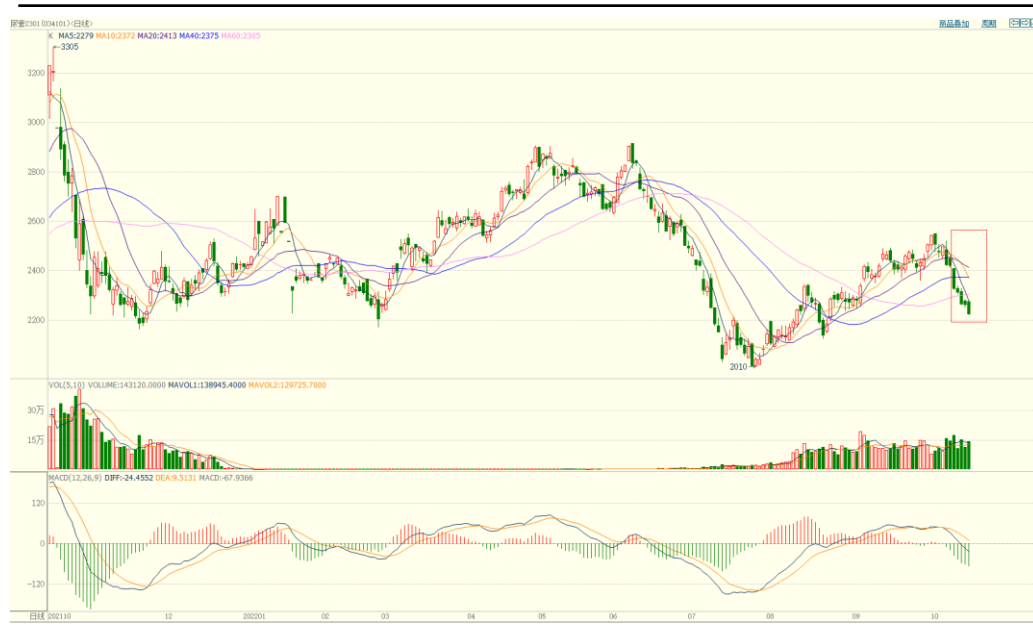 尿素2301(034101)<日线>
商品叠加 周期
K MA5:2279 MA10:2372 MA20:2413 MA40:2375 MA60:2305
3305
3200
3000
2800
2600
2400
2200
2010
VOL(5,10) VOLUME:143120.0000 MAVOL1:138945.4000 MAVOL2:129725.7000
30万
15万
MACD(12,26,9) DIFF:-24.4552 DEA:9.5131 MACD:-67.9366
120
0
-120
日线 202110 12 202201 02 03 04 05 06 07 08 09 10